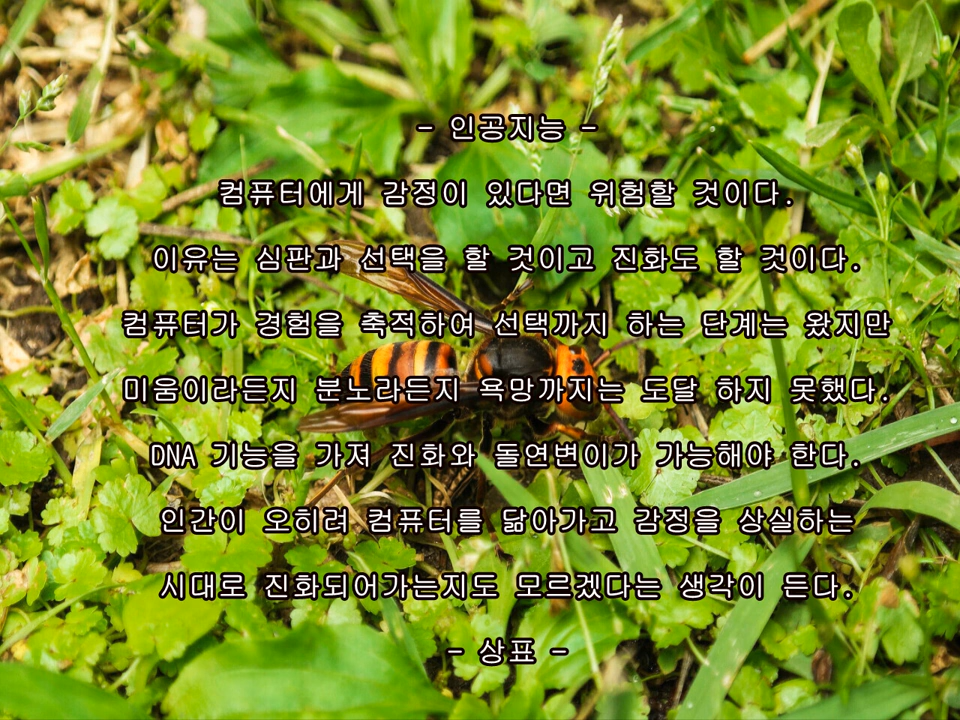 - 인공지능 -
컴퓨터에게 감정이 있다면 위험할 것이다.
이유는 심판과 선택을 할 것이고 진화도 할 것이다.
컴퓨터가 경험을 축적하여 선택까지 하는 단계는 왔지만
미움이라든지 분노라든지 욕망까지는 도달 하지 못했다.
DNA 기능을 가져 진화와 돌연변이가 가능해야 한다.
인간이 오히려 컴퓨터를 닮아가고 감정을 상실하는
시대로 진화되어가는지도 모르겠다는 생각이 든다.
- 상표 -